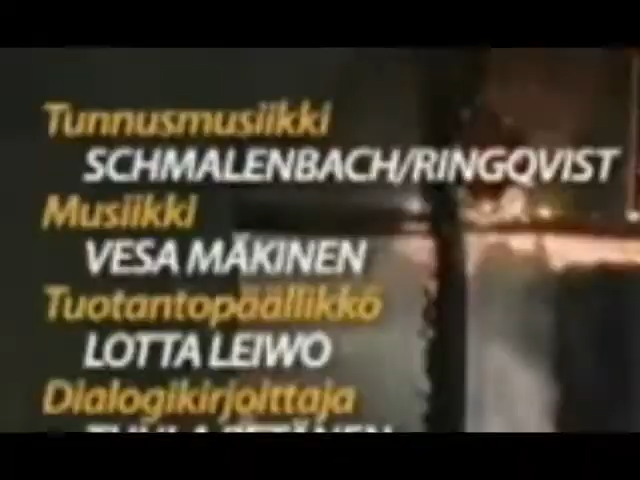 Tunnusmusiikki
SCHMALENBACH/RINGQVIST
Musiikki
VESA MÄKINEN
Tuotantopäällikkö
LOTTA LEIWO
Dialogikirjoittaja